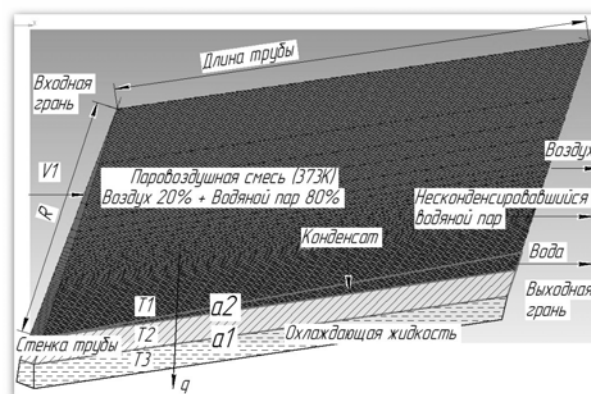 Длина трубы
Входная
грань
V1
R
Паровоздушная смесь (373К)
Воздух 20% + Водяной пар 80%
Воздух
Несконденсировавшийся
водяной пар
Конденсат
Вода
Выходная
грань
T1
a2
Стенка трубы
T2
a1
Охлаждающая жидкость
T3
q